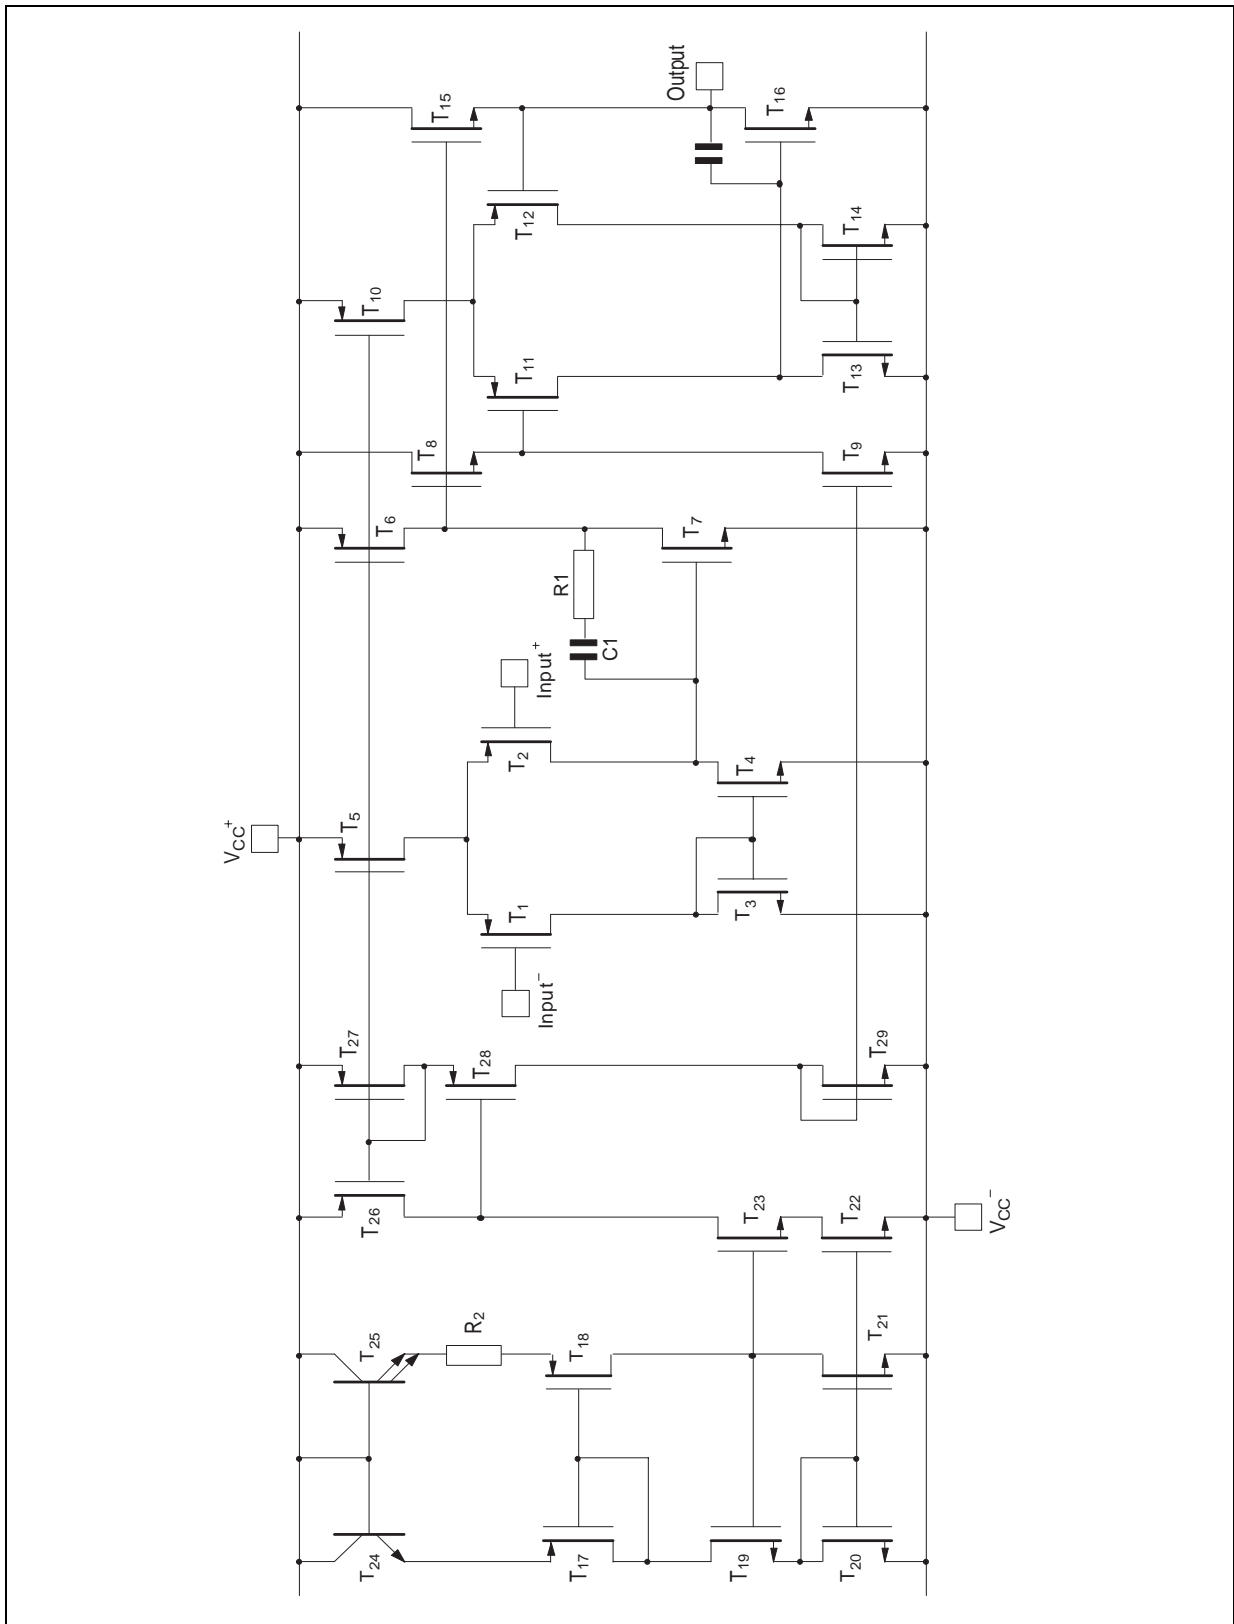 Output
T15
T16
T12
T14
T10
T11
T13
T8
T9
T6
T7
R1
C1
Input+
T2
T4
VCC+
T5
T1
T3
Input−
T27
T28
T29
T26
T23
T22
VCC−
R2
T25
T18
T21
T24
T17
T19
T20